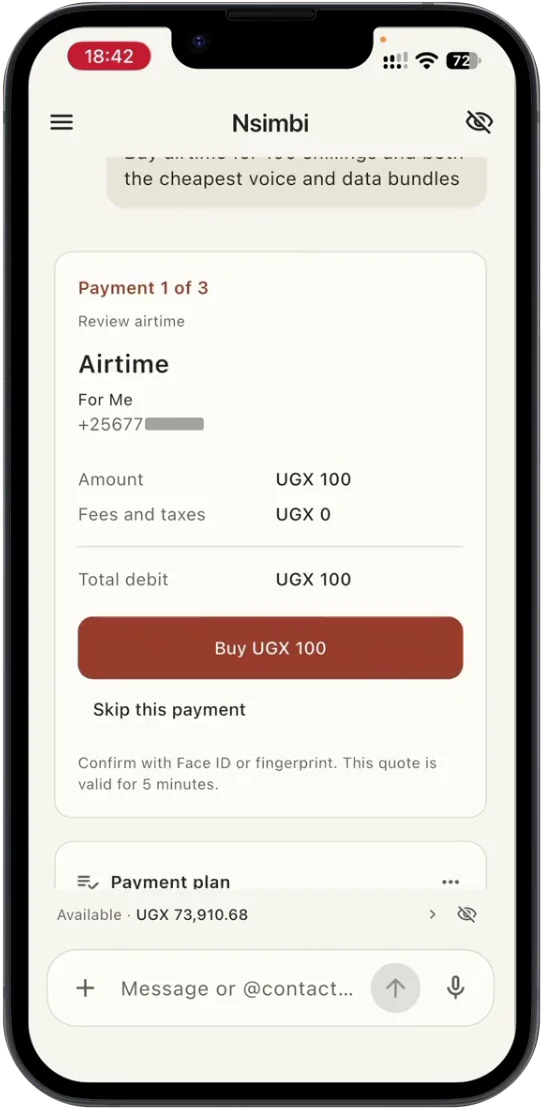 18:42
72
Nsimbi
the cheapest voice and data bundles
Payment 1 of 3
Review airtime
Airtime
For Me
+25677
Amount UGX 100
Fees and taxes UGX 0
Total debit UGX 100
Buy UGX 100
Skip this payment
Confirm with Face ID or fingerprint. This quote is
valid for 5 minutes.
Payment plan
Available · UGX 73,910.68
Message or @contact...